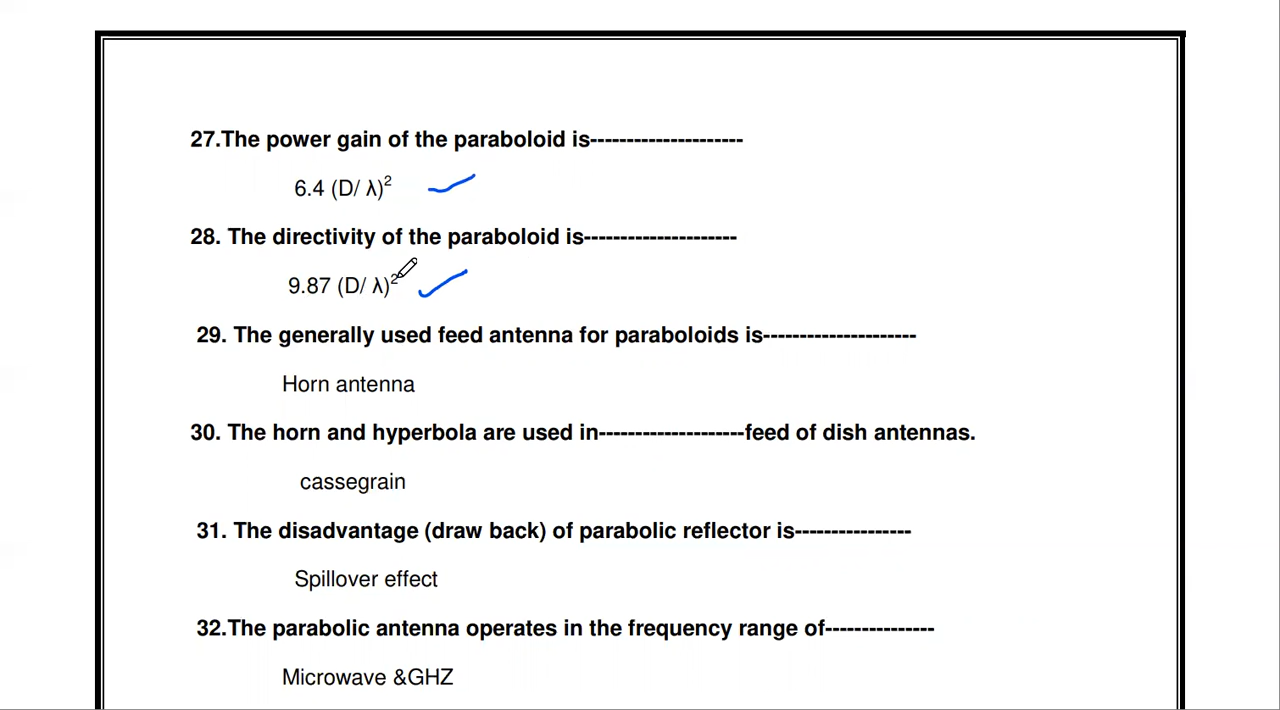 27.The power gain of the paraboloid is---------------------
6.4 (D/ λ)²
28. The directivity of the paraboloid is---------------------
9.87 (D/ λ)²
29. The generally used feed antenna for paraboloids is---------------------
Horn antenna
30. The horn and hyperbola are used in--------------------feed of dish antennas.
cassegrain
31. The disadvantage (draw back) of parabolic reflector is----------------
Spillover effect
32.The parabolic antenna operates in the frequency range of---------------
Microwave &GHZ